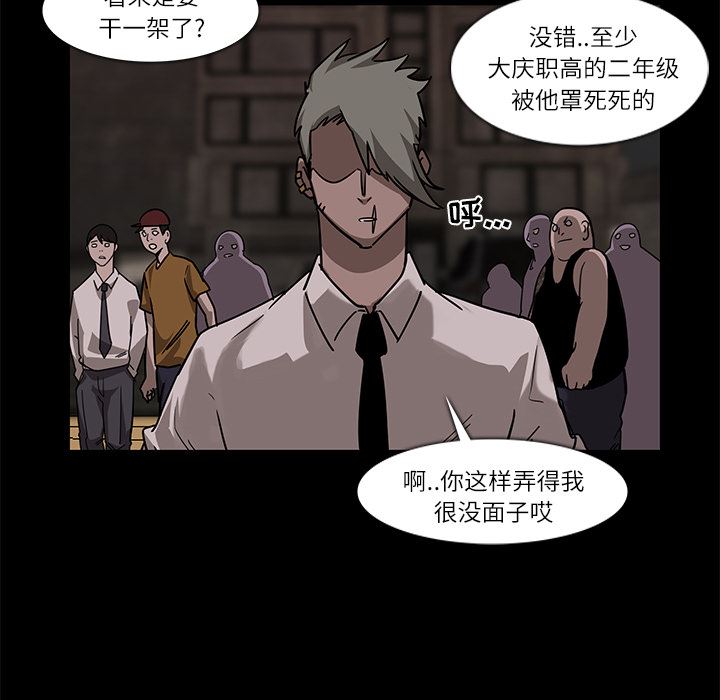 干一架了?
没错..至少
大庆职高的二年级
被他罩死死的
呼...
啊..你这样弄得我
很没面子哎